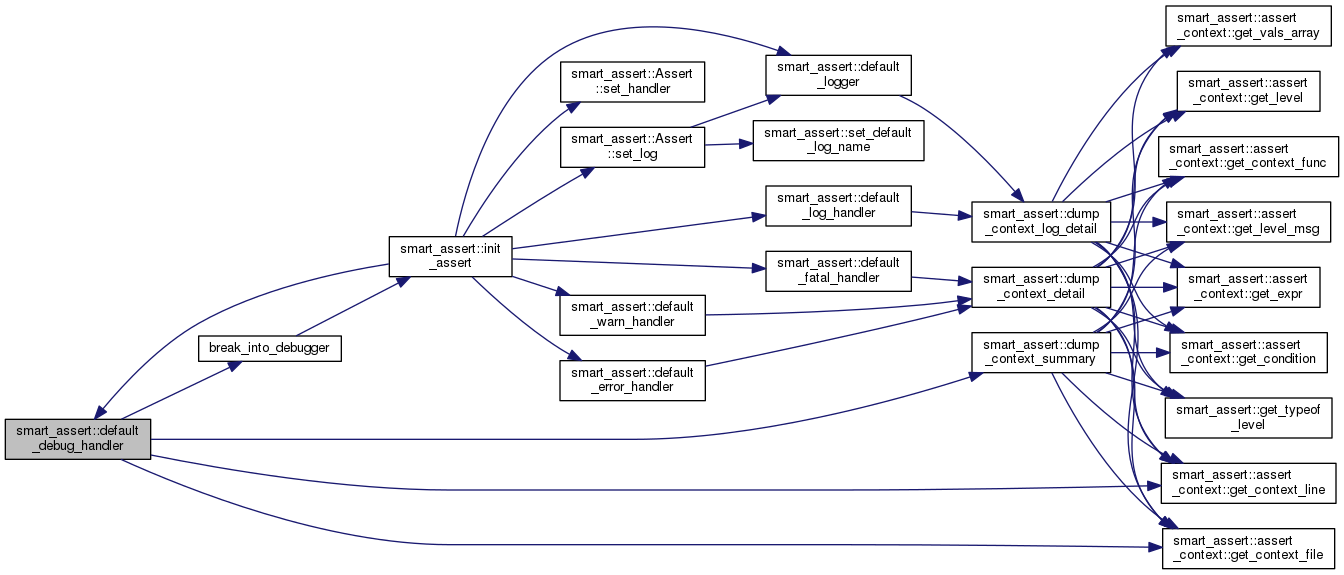 smart_assert::default
_debug_handler
break_into_debugger
smart_assert::init
_assert
smart_assert::Assert
::set_handler
smart_assert::Assert
::set_log
smart_assert::default
_warn_handler
smart_assert::default
_error_handler
smart_assert::default
_logger
smart_assert::set_default
_log_name
smart_assert::default
_log_handler
smart_assert::default
_fatal_handler
smart_assert::dump
_context_log_detail
smart_assert::dump
_context_detail
smart_assert::dump
_context_summary
smart_assert::assert
_context::get_vals_array
smart_assert::assert
_context::get_level
smart_assert::assert
_context::get_context_func
smart_assert::assert
_context::get_level_msg
smart_assert::assert
_context::get_expr
smart_assert::assert
_context::get_condition
smart_assert::get_typeof
_level
smart_assert::assert
_context::get_context_line
smart_assert::assert
_context::get_context_file